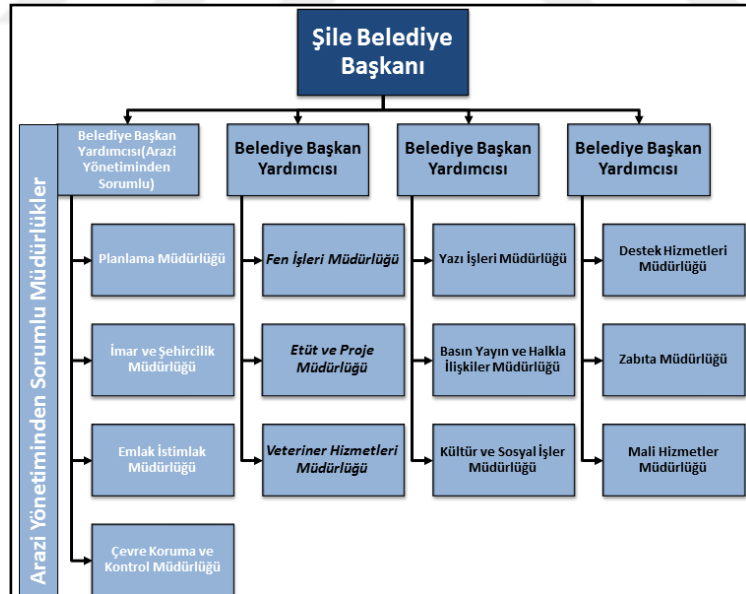 Şile Belediye
Başkanı
Arazi Yönetiminden Sorumlu Müdürlükler
Belediye Başkan
Yardımcısı(Arazi
Yönetiminden
Sorumlu)
Planlama Müdürlüğü
İmar ve Şehircilik
Müdürlüğü
Emlak İstimlak
Müdürlüğü
Çevre Koruma ve
Kontrol Müdürlüğü
Belediye Başkan
Yardımcısı
Fen İşleri Müdürlüğü
Etüt ve Proje
Müdürlüğü
Veteriner Hizmetleri
Müdürlüğü
Belediye Başkan
Yardımcısı
Yazı İşleri Müdürlüğü
Basın Yayın ve Halkla
İlişkiler Müdürlüğü
Kültür ve Sosyal İşler
Müdürlüğü
Belediye Başkan
Yardımcısı
Destek Hizmetleri
Müdürlüğü
Zabıta Müdürlüğü
Mali Hizmetler
Müdürlüğü